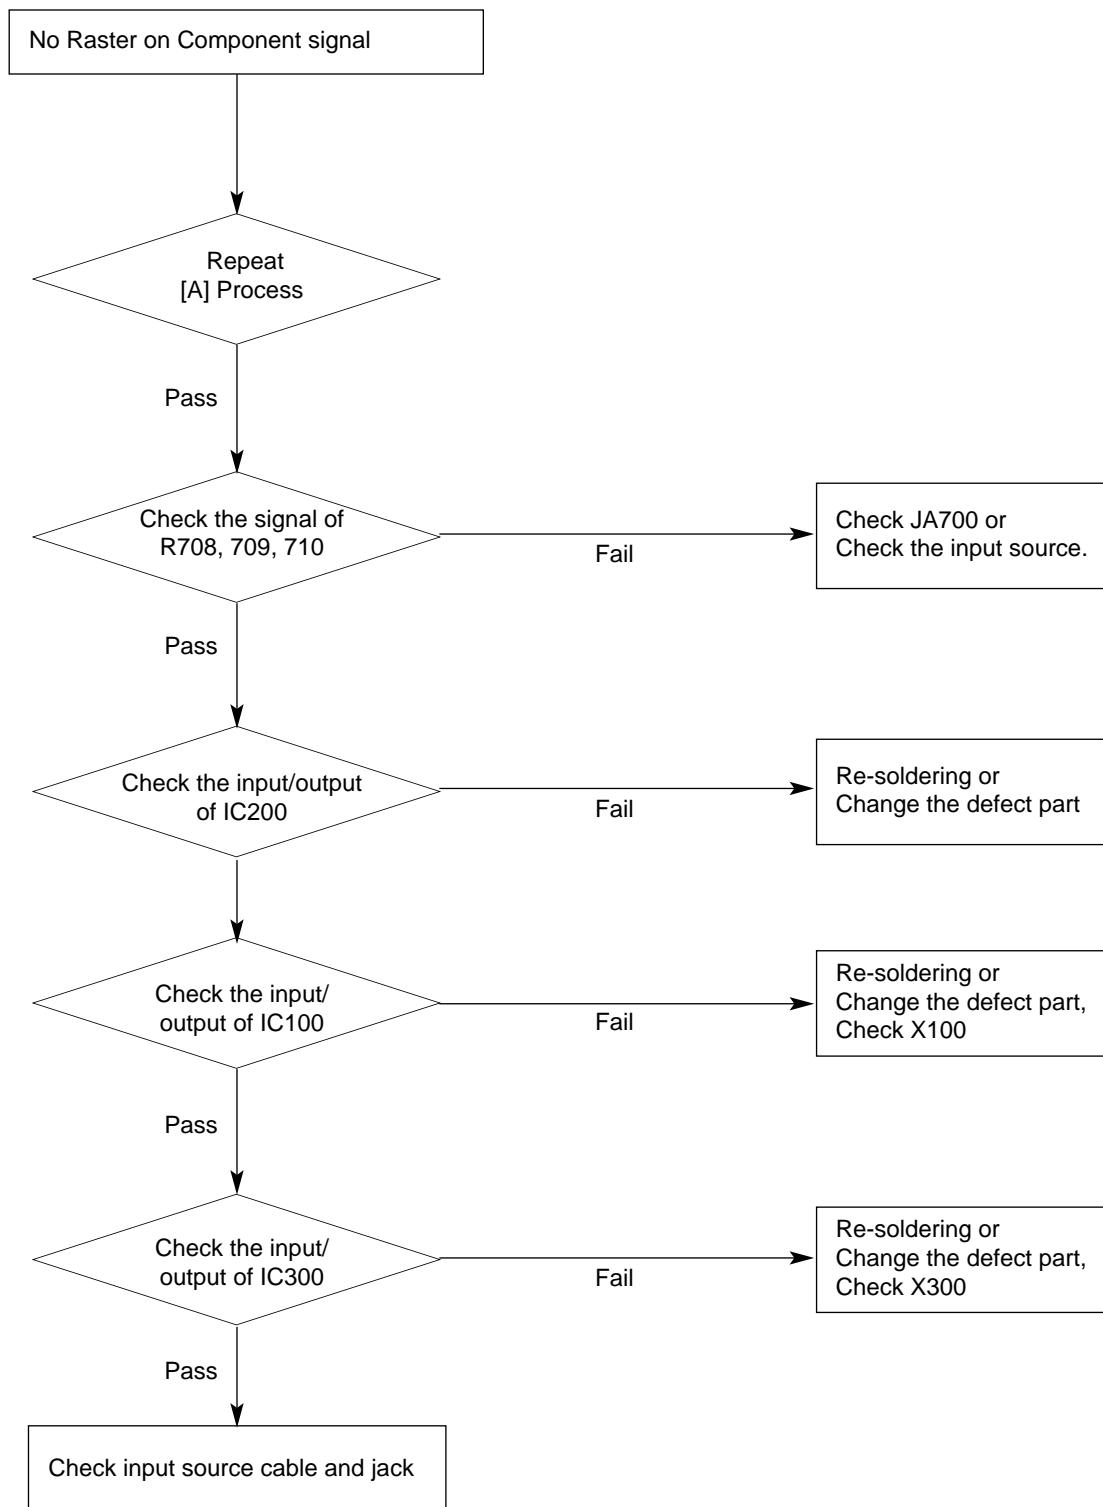 No Raster on Component signal
Repeat
[A] Process
Pass
Check the signal of
R708, 709, 710
Fail
Check JA700 or
Check the input source.
Pass
Check the input/output
of IC200
Fail
Re-soldering or
Change the defect part
Check the input/
output of IC100
Fail
Re-soldering or
Change the defect part,
Check X100
Pass
Check the input/
output of IC300
Fail
Re-soldering or
Change the defect part,
Check X300
Pass
Check input source cable and jack